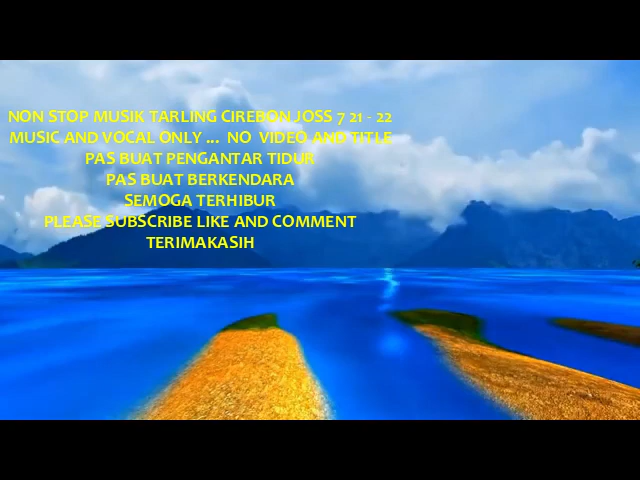 NON STOP MUSIK TARLING CIREBON JOSS 7 21 - 22
MUSIC AND VOCAL ONLY ... NO VIDEO AND TITLE
PAS BUAT PENGANTAR TIDUR
PAS BUAT BERKENDARA
SEMOGA TERHIBUR
PLEASE SUBSCRIBE LIKE AND COMMENT
TERIMAKASIH